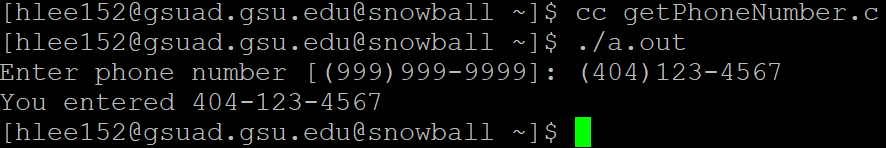 [hlee152@gsuad.gsu.edu@snowball ~]$ cc getPhoneNumber.c
[hlee152@gsuad.gsu.edu@snowball ~]$ ./a.out
Enter phone number [(999)999-9999]: (404)123-4567
You entered 404-123-4567
[hlee152@gsuad.gsu.edu@snowball ~]$